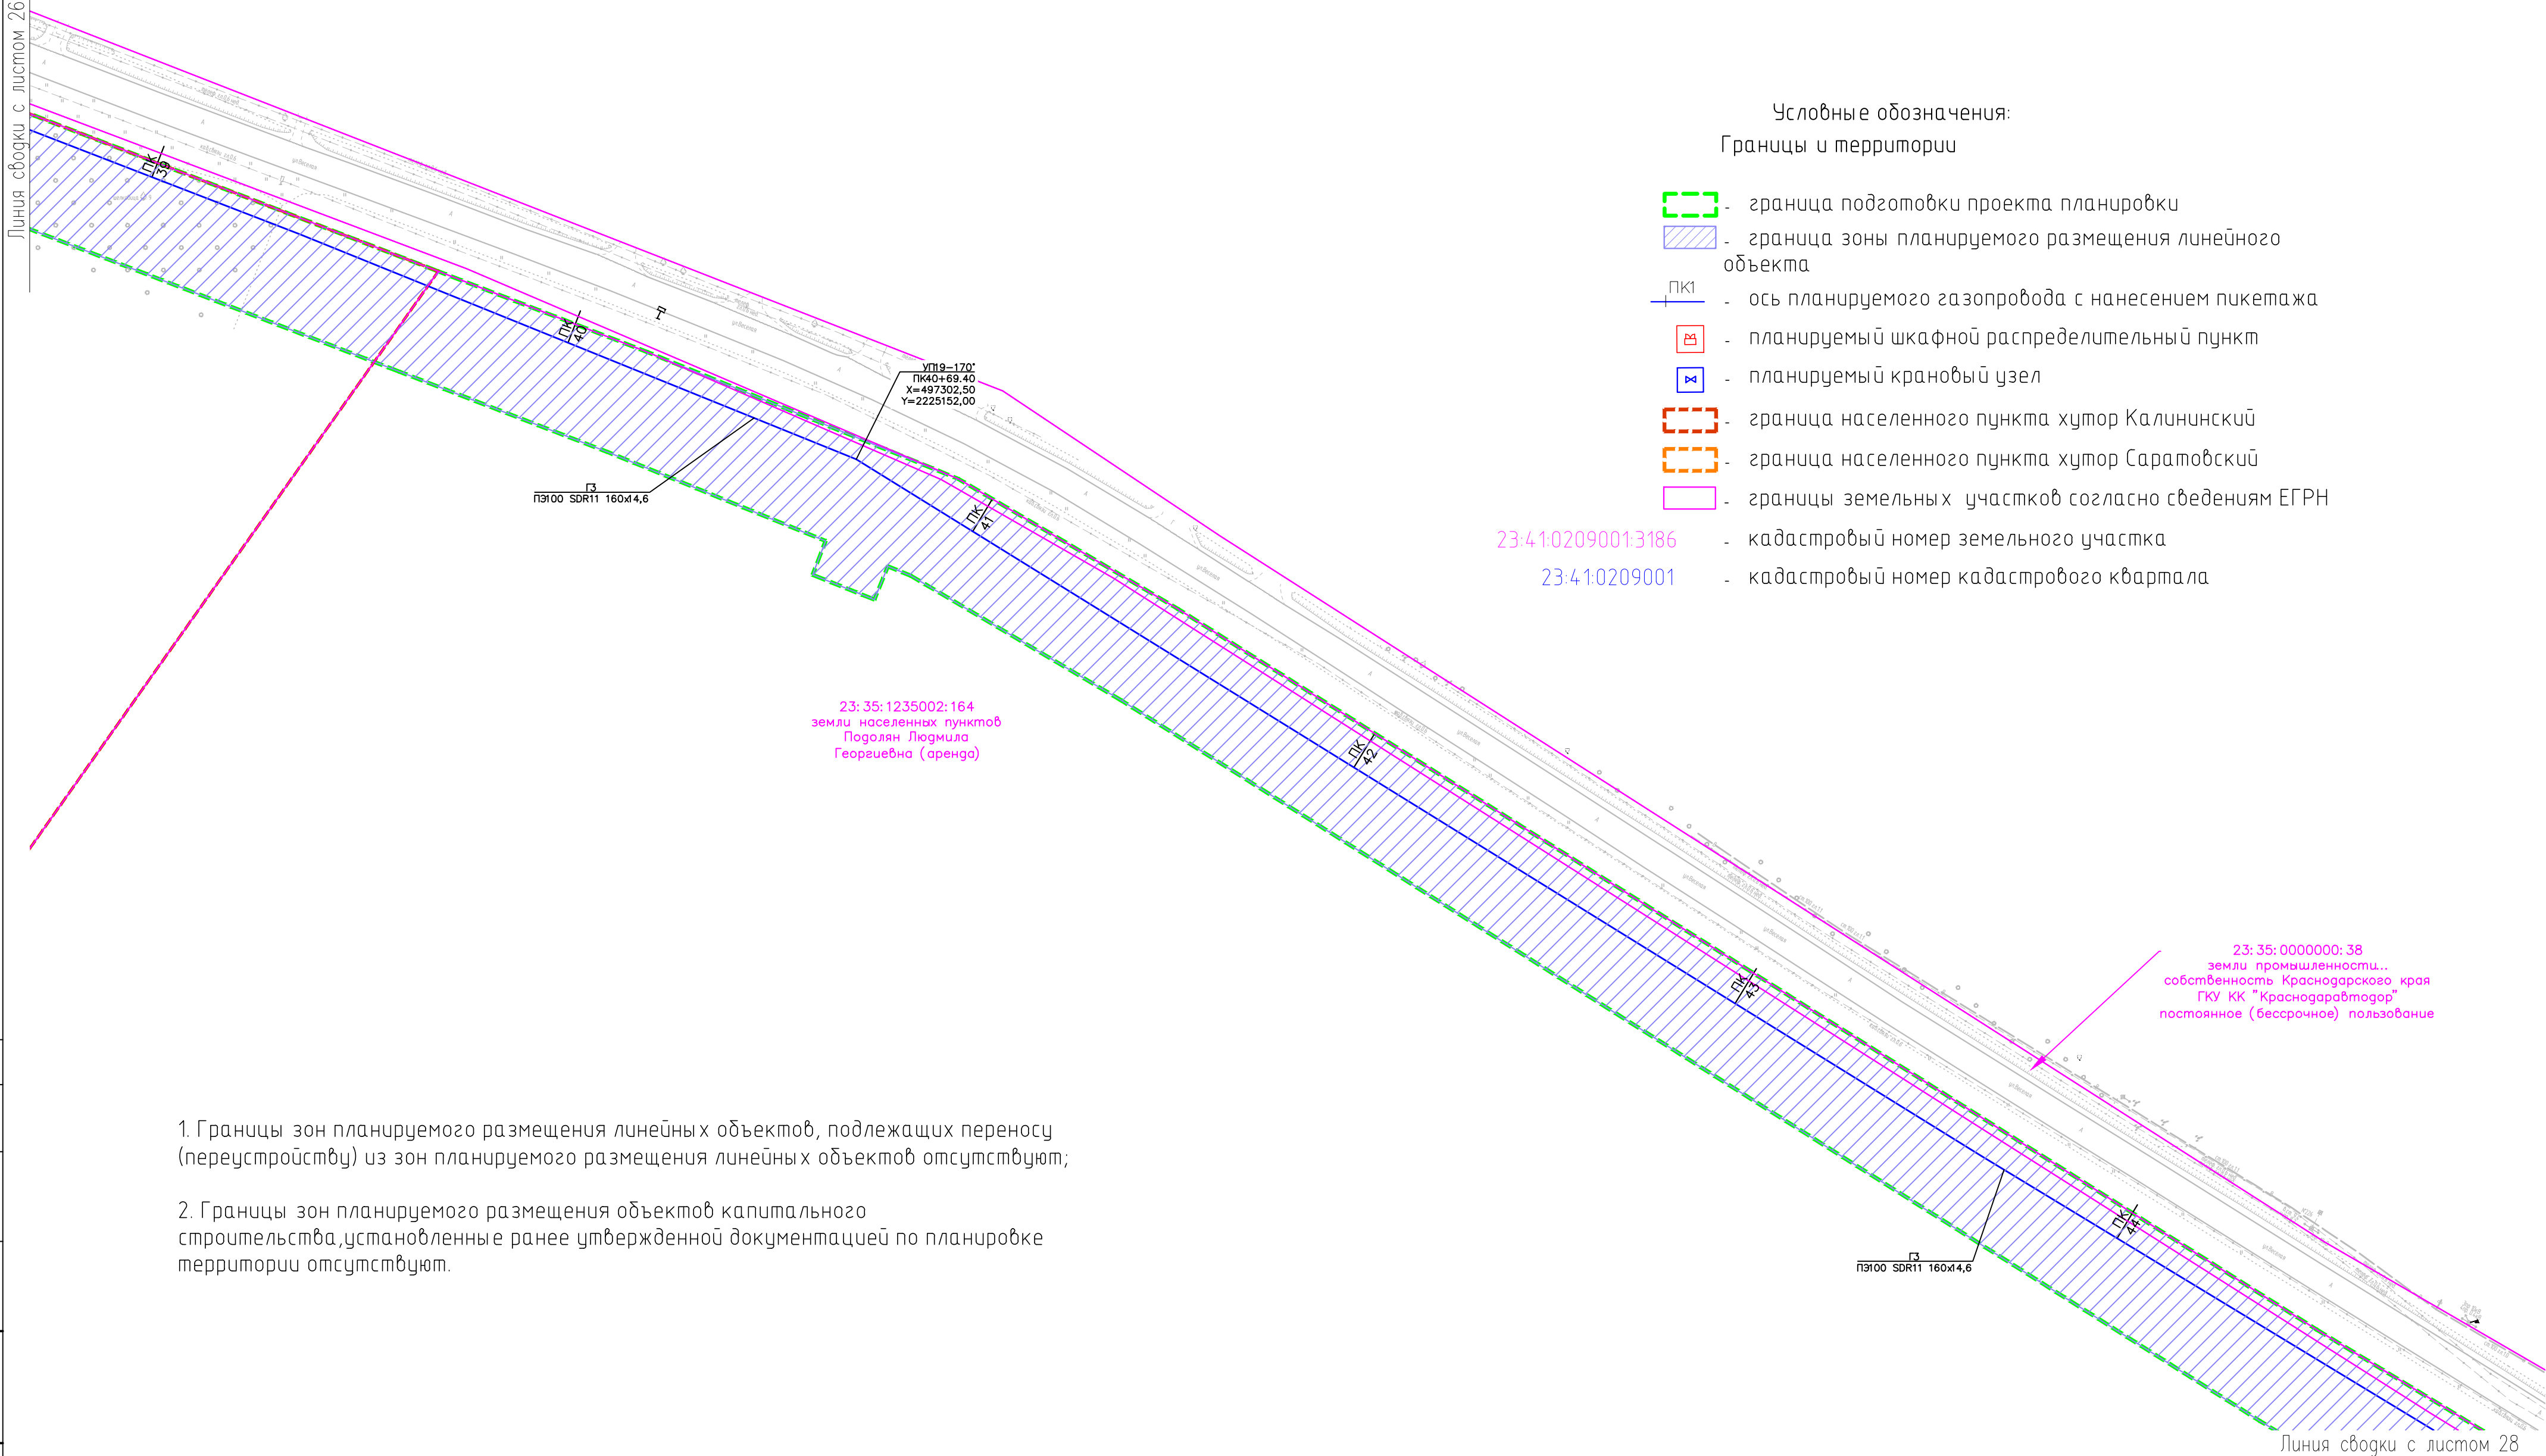 Линия сводки с листом 26
Условные обозначения:
Границы и территории
- граница подготовки проекта планировки
- граница зоны планируемого размещения линейного
объекта
ПК1 - ось планируемого газопровода с нанесением пикетажа
- планируемый шкафной распределительный пункт
- планируемый крановый узел
- граница населенного пункта хутор Калининский
- граница населенного пункта хутор Саратовский
- границы земельных участков согласно сведениям ЕГРН
23:41:0209001:3186 - кадастровый номер земельного участка
23:41:0209001 - кадастровый номер кадастрового квартала
ПК
39
ПК
40
УП19-170°
ПК40+69.40
X=497302,50
Y=2225152,00
Г3
ПЭ100 SDR11 160x14,6
ПК
41
ПК
42
23:35:1235002:164
земли населенных пунктов
Подолян Людмила
Георгиевна (аренда)
ПК
43
23:35:0000000:38
земли промышленности...
собственность Краснодарского края
ГКУ КК "Краснодаравтодор"
постоянное (бессрочное) пользование
ПК
44
Г3
ПЭ100 SDR11 160x14,6
1. Границы зон планируемого размещения линейных объектов, подлежащих переносу
(переустройству) из зон планируемого размещения линейных объектов отсутствуют;
2. Границы зон планируемого размещения объектов капитального
строительства,установленные ранее утвержденной документацией по планировке
территории отсутствуют.
Линия сводки с листом 28